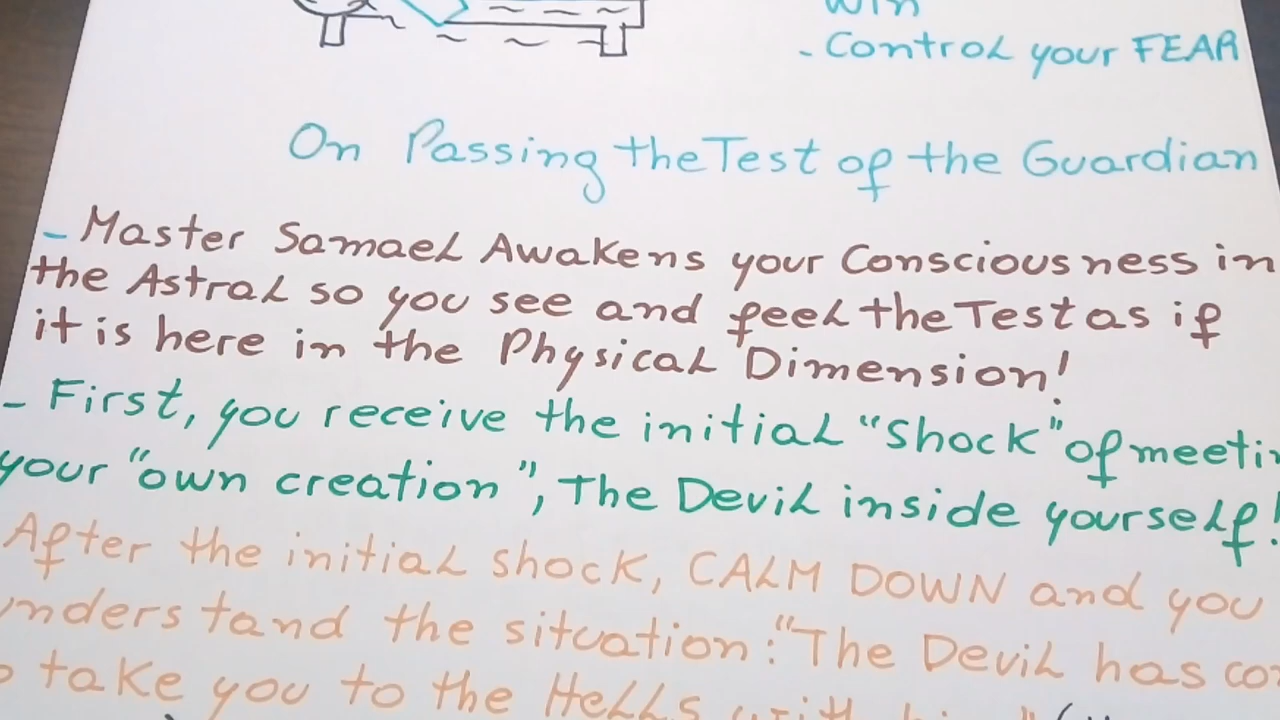 win
- Control your FEAR
On Passing the Test of the Guardian
- Master Samael Awakens your Consciousness in
the Astral so you see and feel the Test as if
it is here in the Physical Dimension!
- First, you receive the initial "Shock" of
your "own creation", The Devil inside yourself!
After the initial shock, CALM DOWN and you
the situation: "The Devil has
take you to the Hells